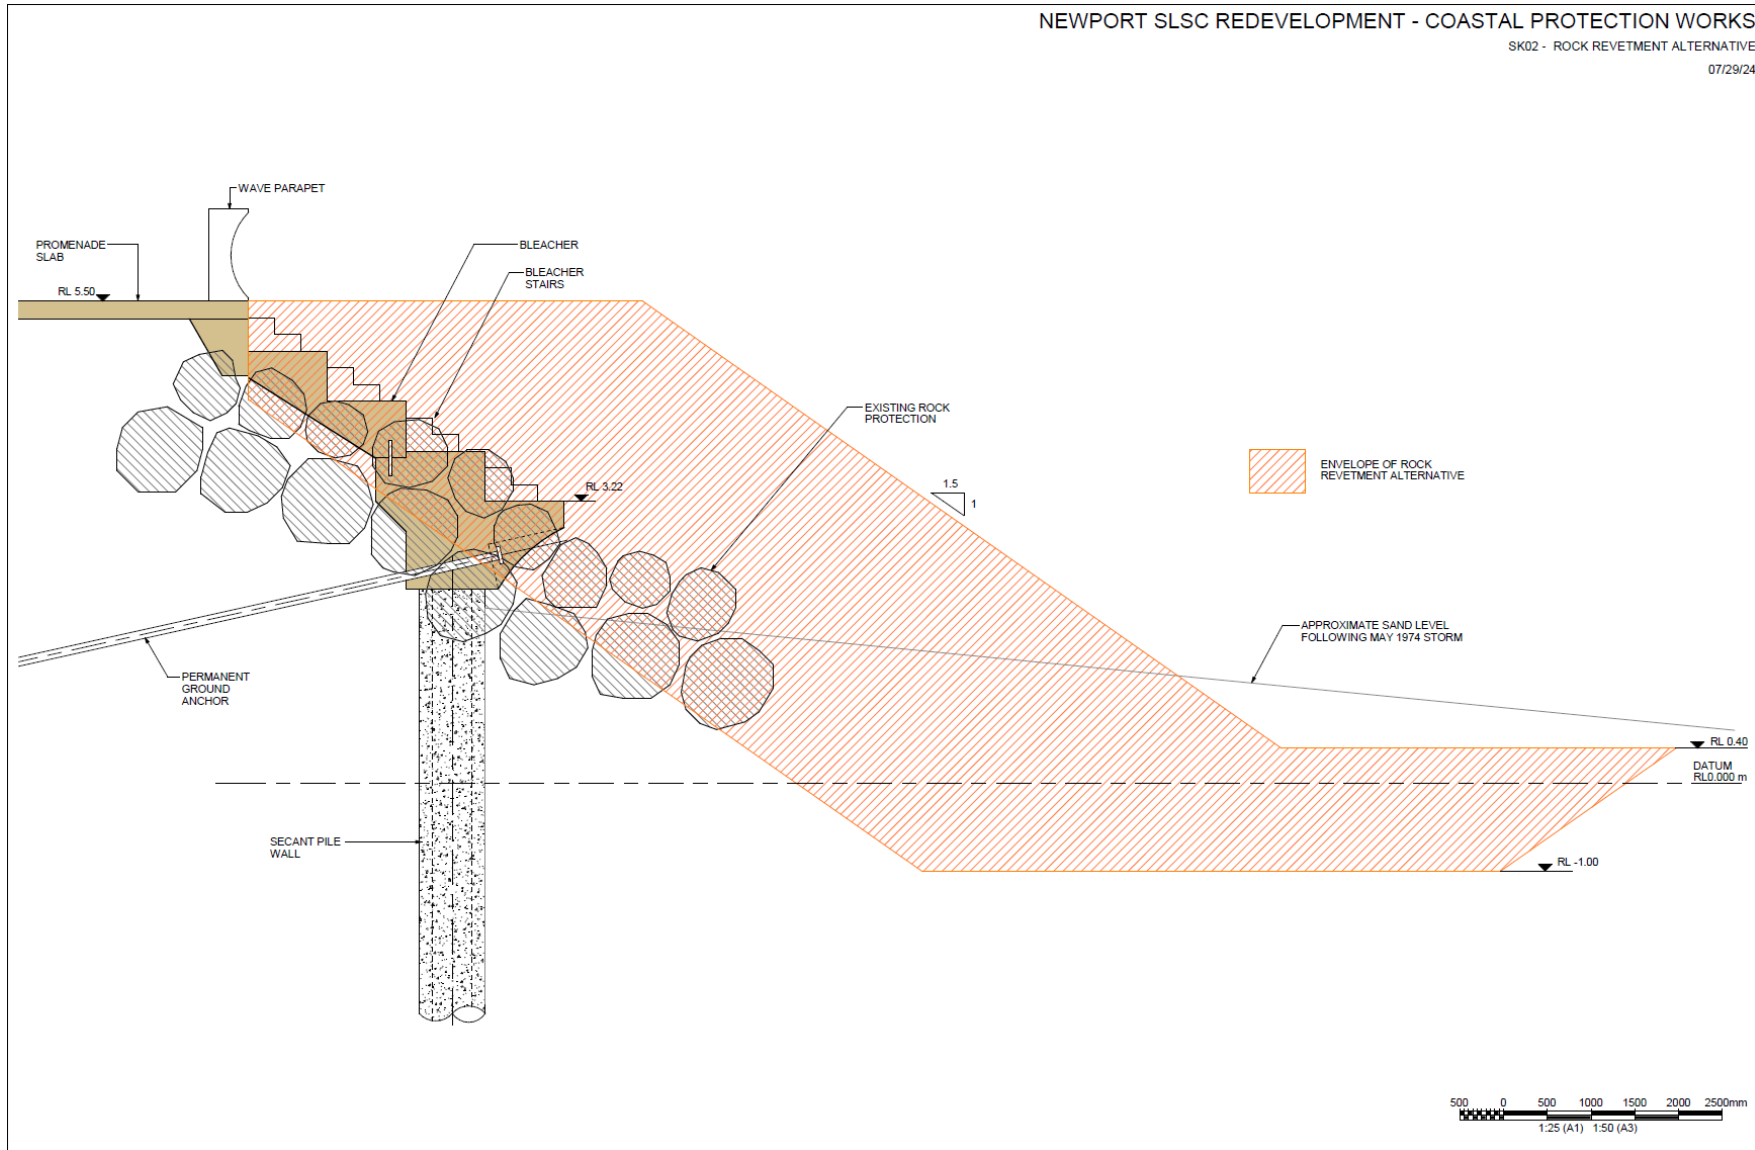 NEWPORT SLSC REDEVELOPMENT - COASTAL PROTECTION WORKS
SK02 - ROCK REVETMENT ALTERNATIVE
07/29/24
WAVE PARAPET
PROMENADE
SLAB
RL 5.50
BLEACHER
BLEACHER
STAIRS
EXISTING ROCK
PROTECTION
ENVELOPE OF ROCK
REVETMENT ALTERNATIVE
RL 3.22
1.5
1
APPROXIMATE SAND LEVEL
FOLLOWING MAY 1974 STORM
PERMANENT
GROUND
ANCHOR
RL 0.40
DATUM
RL0.000 m
SECANT PILE
WALL
RL -1.00
500 0 500 1000 1500 2000 2500mm
1:25 (A1) 1:50 (A3)